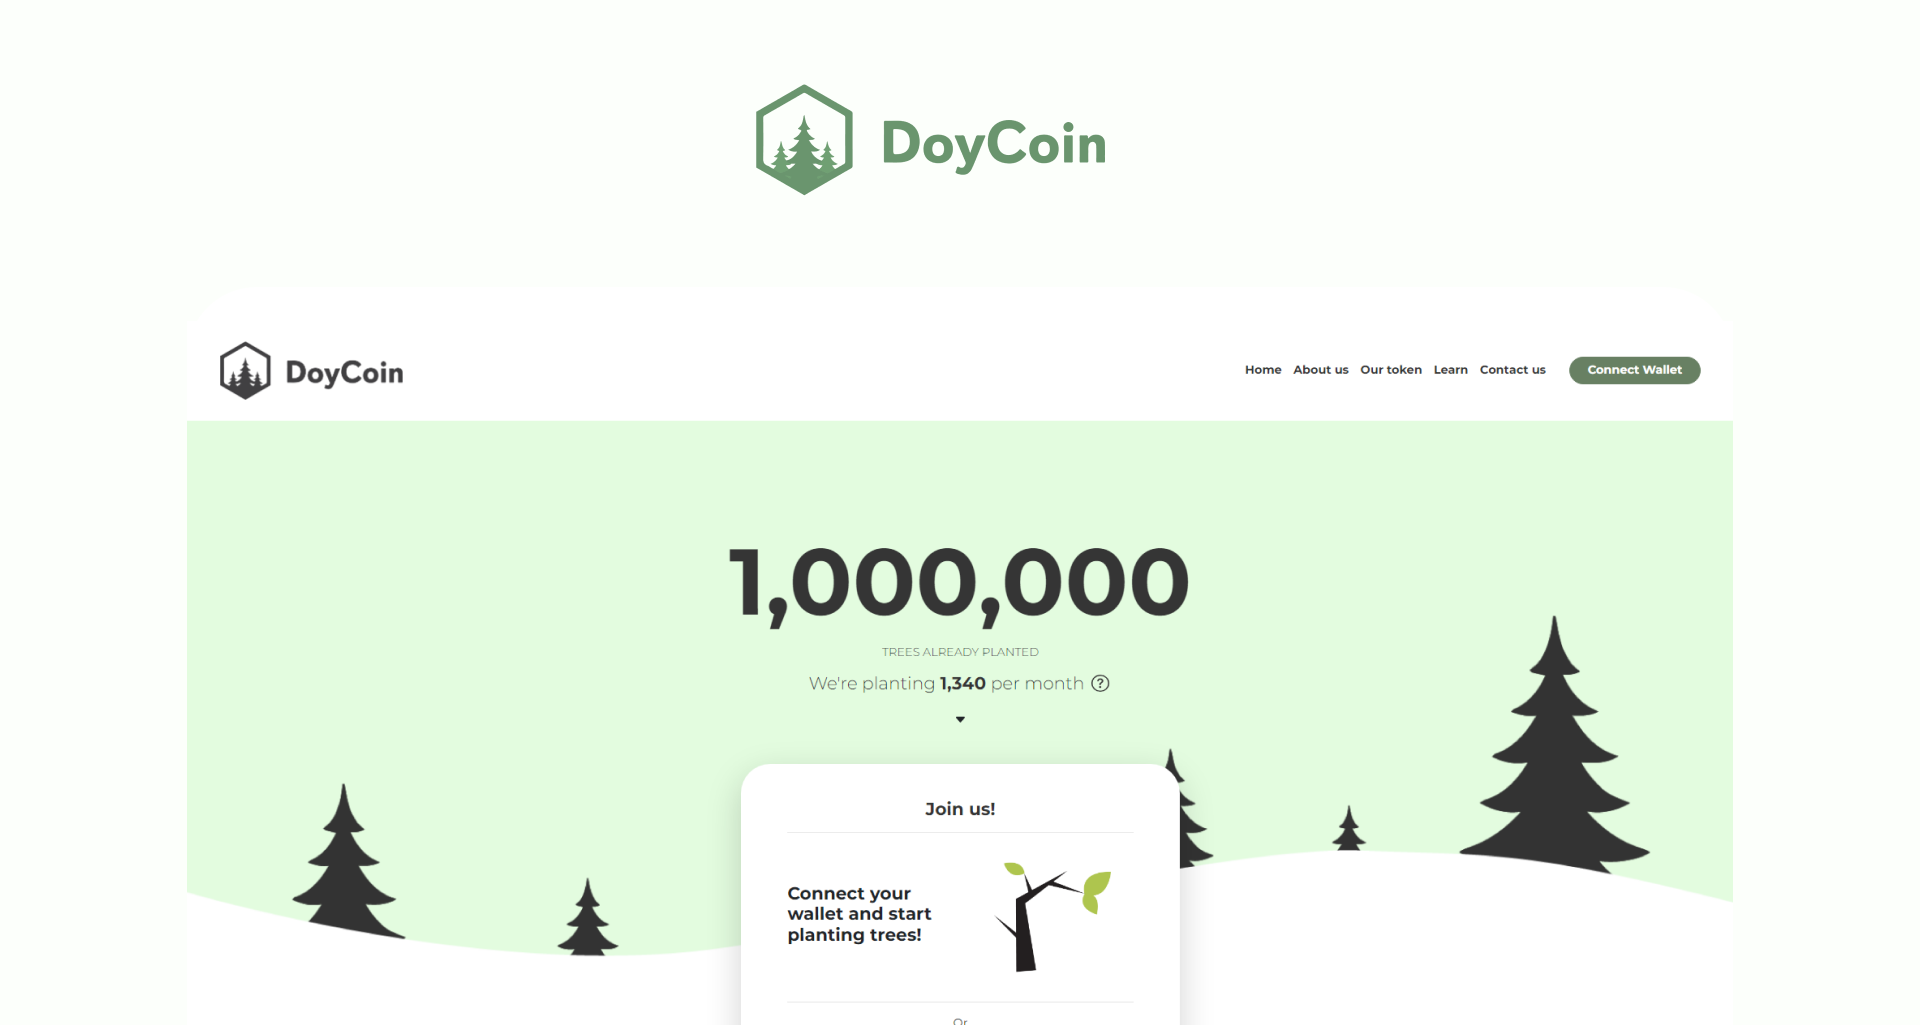 DoyCoin
DoyCoin
Home About us Our token Learn Contact us Connect Wallet
1,000,000
TREES ALREADY PLANTED
We're planting 1,340 per month ?
Join us!
Connect your
wallet and start
planting trees!
Or